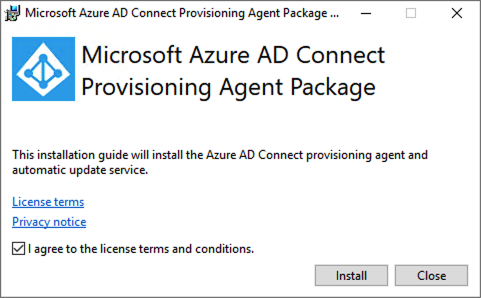 Microsoft Azure AD Connect Provisioning Agent Package ...
Microsoft Azure AD Connect
Provisioning Agent Package
This installation guide will install the Azure AD Connect provisioning agent and
automatic update service.
License terms
Privacy notice
I agree to the license terms and conditions.
Install
Close